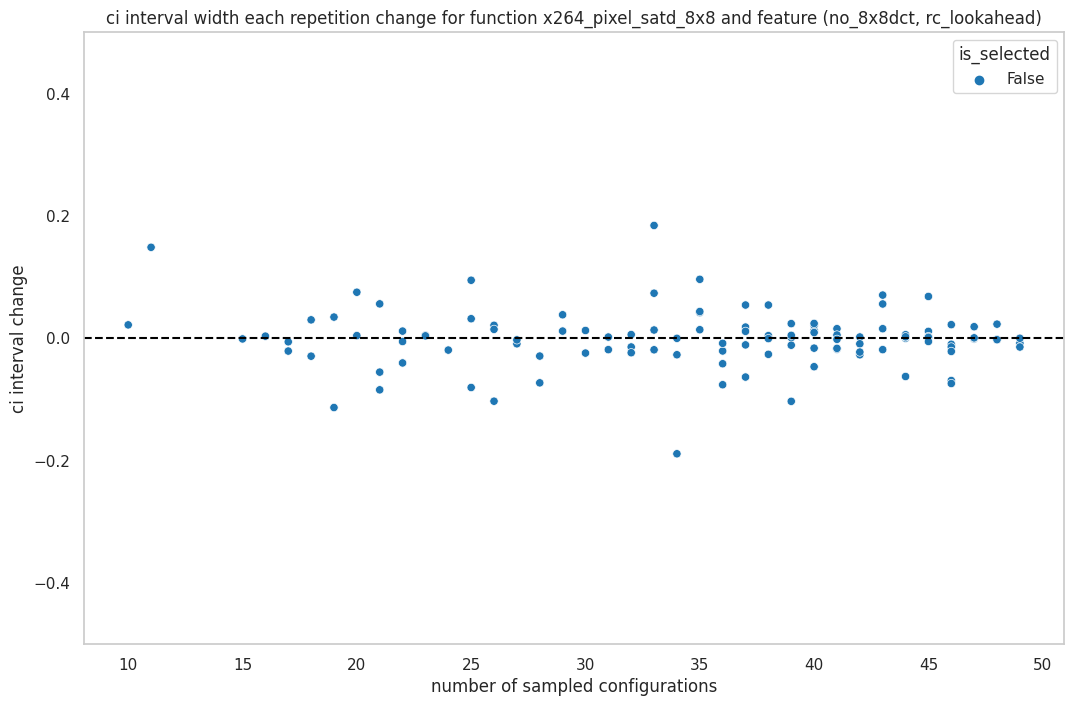 ci interval width each repetition change for function x264_pixel_satd_8x8 and feature (no_8x8dct, rc_lookahead)
is_selected
False
ci interval change
0.4
0.2
0.0
−0.2
−0.4
10 15 20 25 30 35 40 45 50
number of sampled configurations